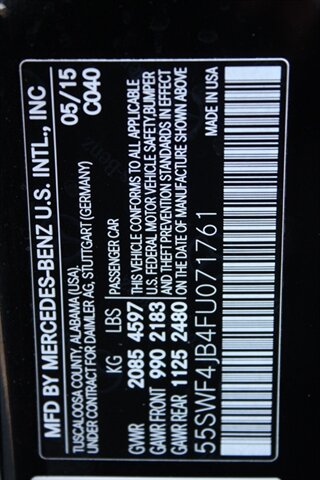 MFD BY MERCEDES-BENZ U.S. INTL., INC
TUSCALOOSA COUNTY, ALABAMA (USA)
UNDER CONTRACT FOR DAIMLER AG, STUTTGART (GERMANY)
05/15
C040
KG LBS PASSENGER CAR
GVWR 2085 4597
GAWR FRONT 990 2183
GAWR REAR 1125 2480
THIS VEHICLE CONFORMS TO ALL APPLICABLE
U.S. FEDERAL MOTOR VEHICLE SAFETY,BUMPER
AND THEFT PREVENTION STANDARDS IN EFFECT
ON THE DATE OF MANUFACTURE SHOWN ABOVE
55SWF4JB4FU071761 MADE IN USA